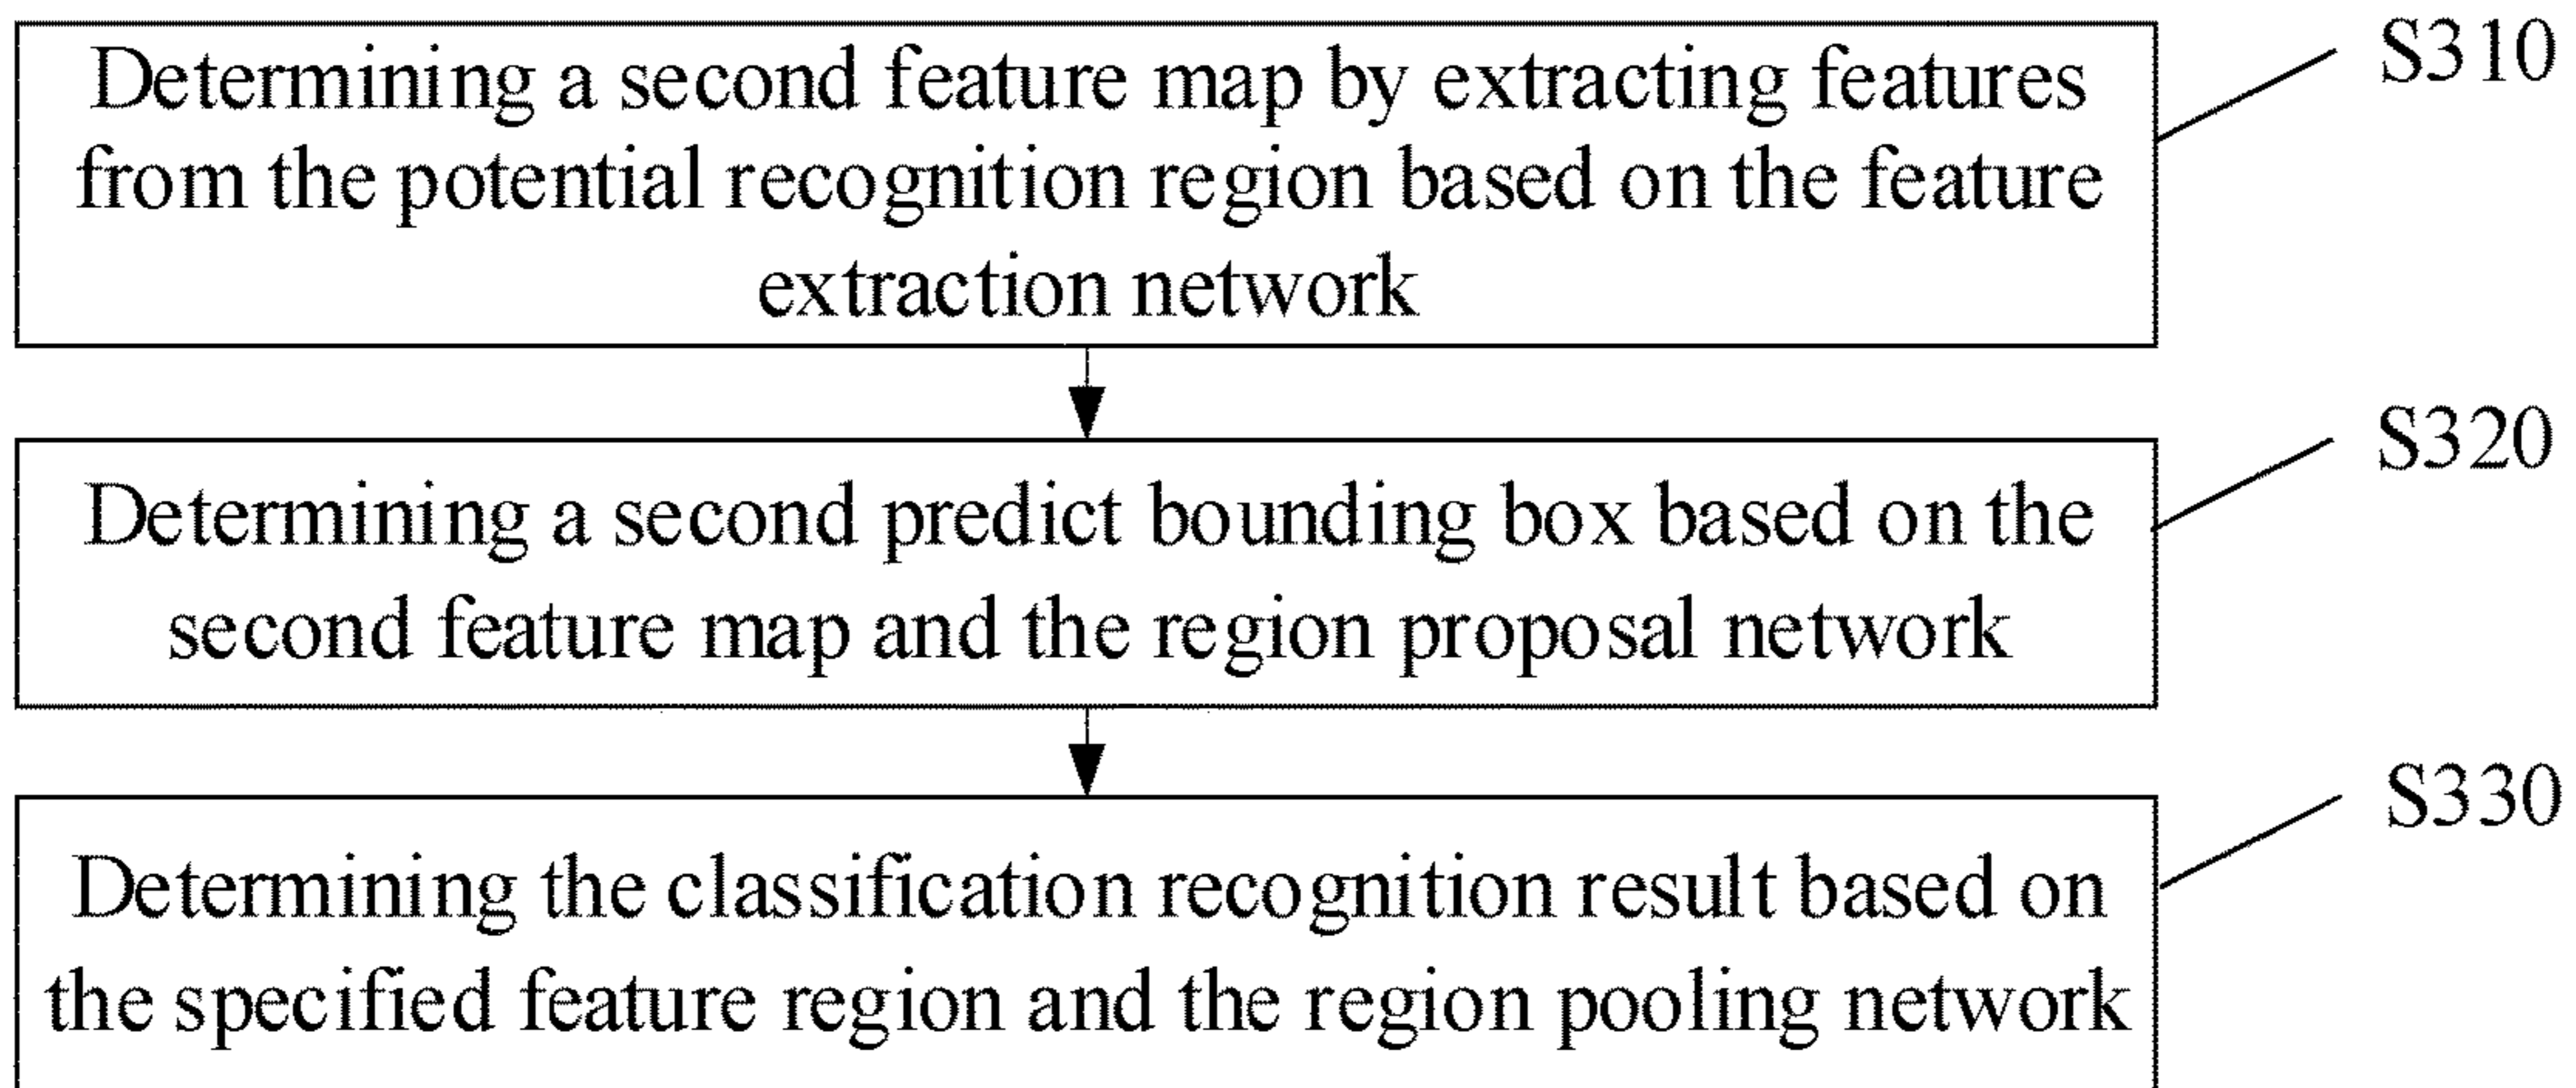 Determining a second feature map by extracting features
from the potential recognition region based on the feature
extraction network
S310
Determining a second predict bounding box based on the
second feature map and the region proposal network
S320
Determining the classification recognition result based on
the specified feature region and the region pooling network
S330